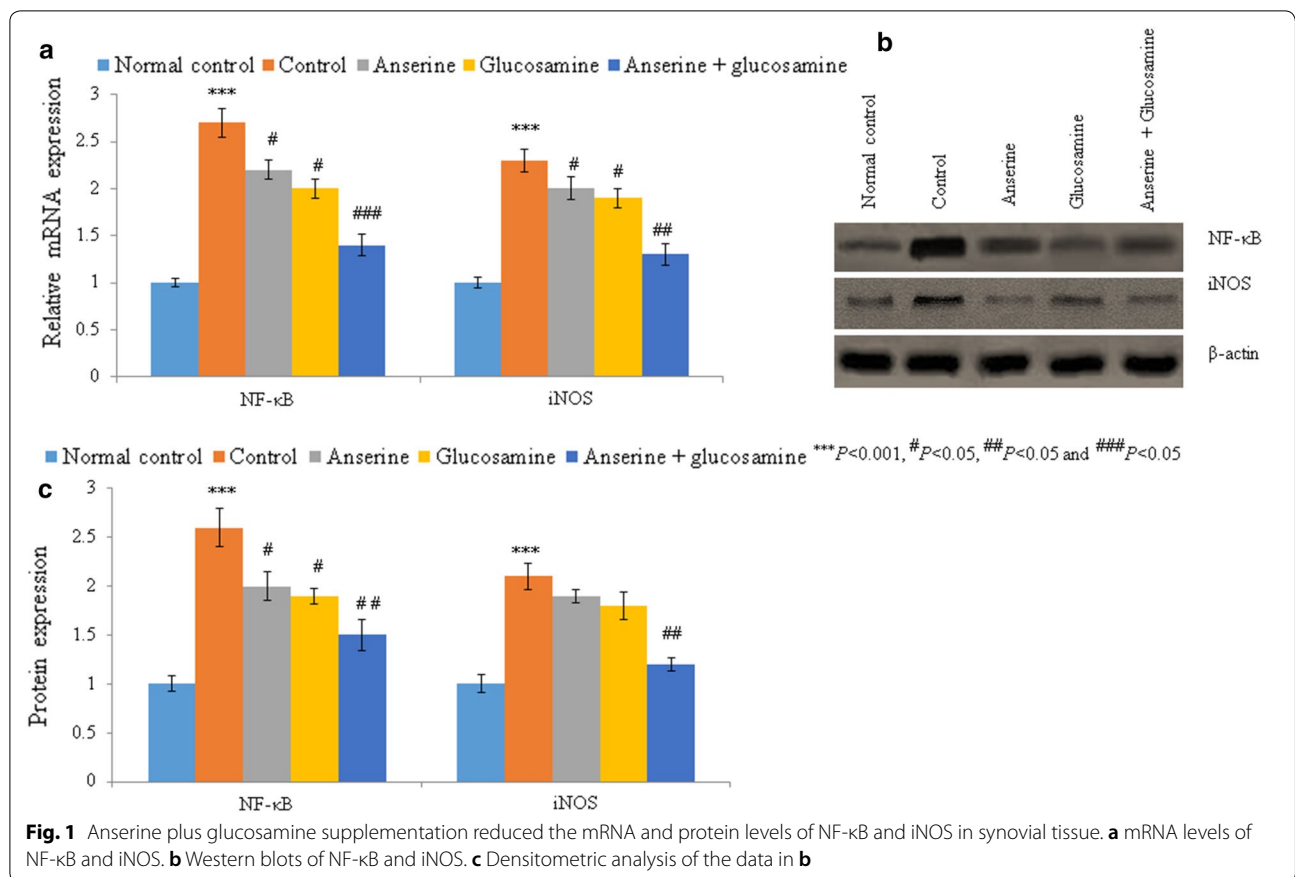 a
Normal control Control Anserine Glucosamine Anserine + glucosamine
Relative mRNA expression
3
2.5
2
1.5
1
0.5
0
***
#
#
###
***
#
#
##
NF-κB iNOS
b
Normal control
Control
Anserine
Glucosamine
Anserine + Glucosamine
NF-κB
iNOS
β-actin
Normal control Control Anserine Glucosamine Anserine + glucosamine ***P<0.001, #P<0.05, ##P<0.05 and ###P<0.05
c
Protein expression
3
2.5
2
1.5
1
0.5
0
***
#
#
# #
***
##
NF-κB iNOS
Fig. 1 Anserine plus glucosamine supplementation reduced the mRNA and protein levels of NF-κB and iNOS in synovial tissue. a mRNA levels of
NF-κB and iNOS. b Western blots of NF-κB and iNOS. c Densitometric analysis of the data in b